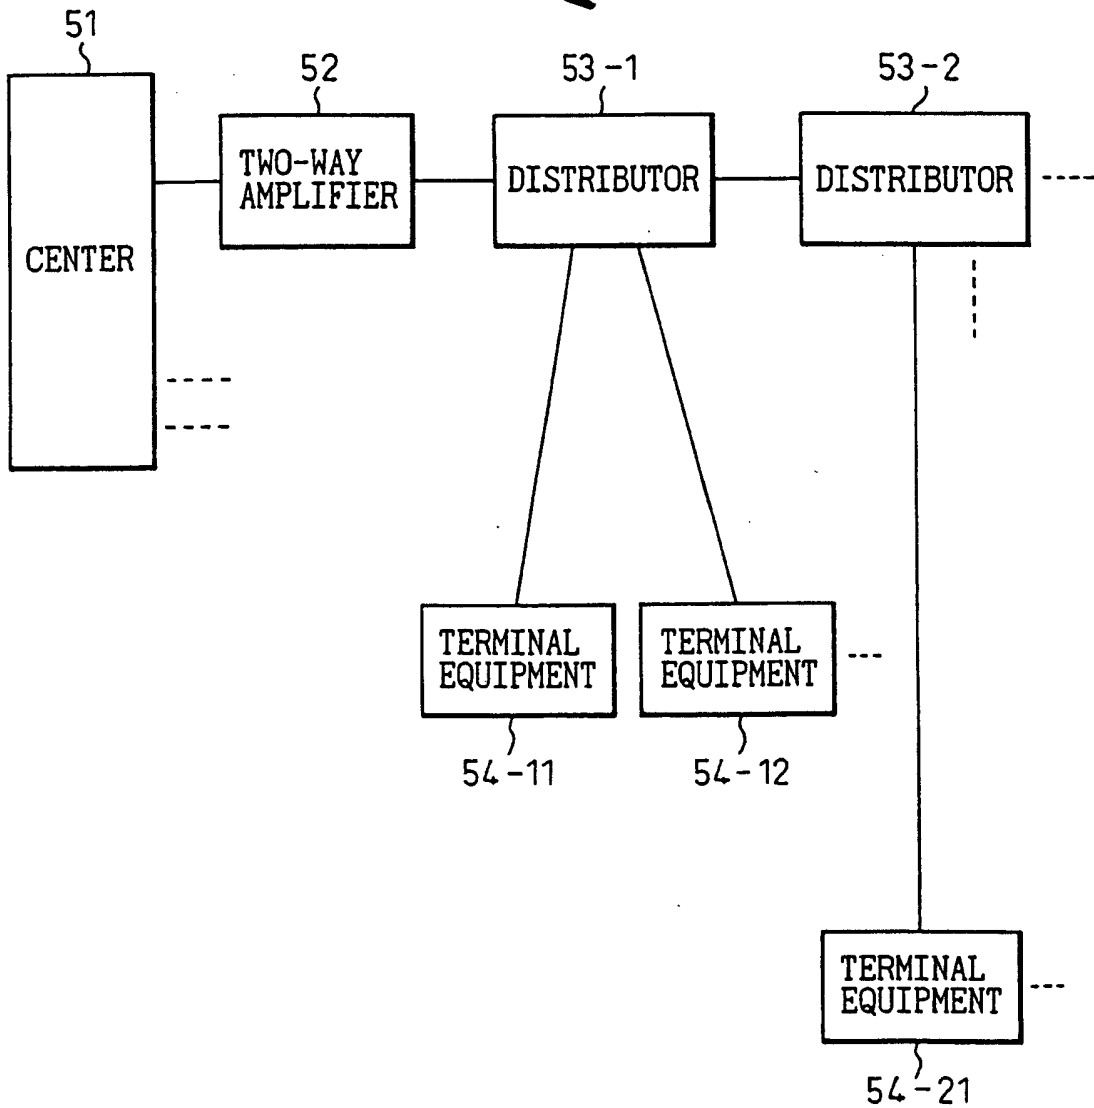 51
52
53-1
53-2
CENTER
TWO-WAY
AMPLIFIER
DISTRIBUTOR
DISTRIBUTOR
TERMINAL
EQUIPMENT
TERMINAL
EQUIPMENT
54-11
54-12
TERMINAL
EQUIPMENT
54-21